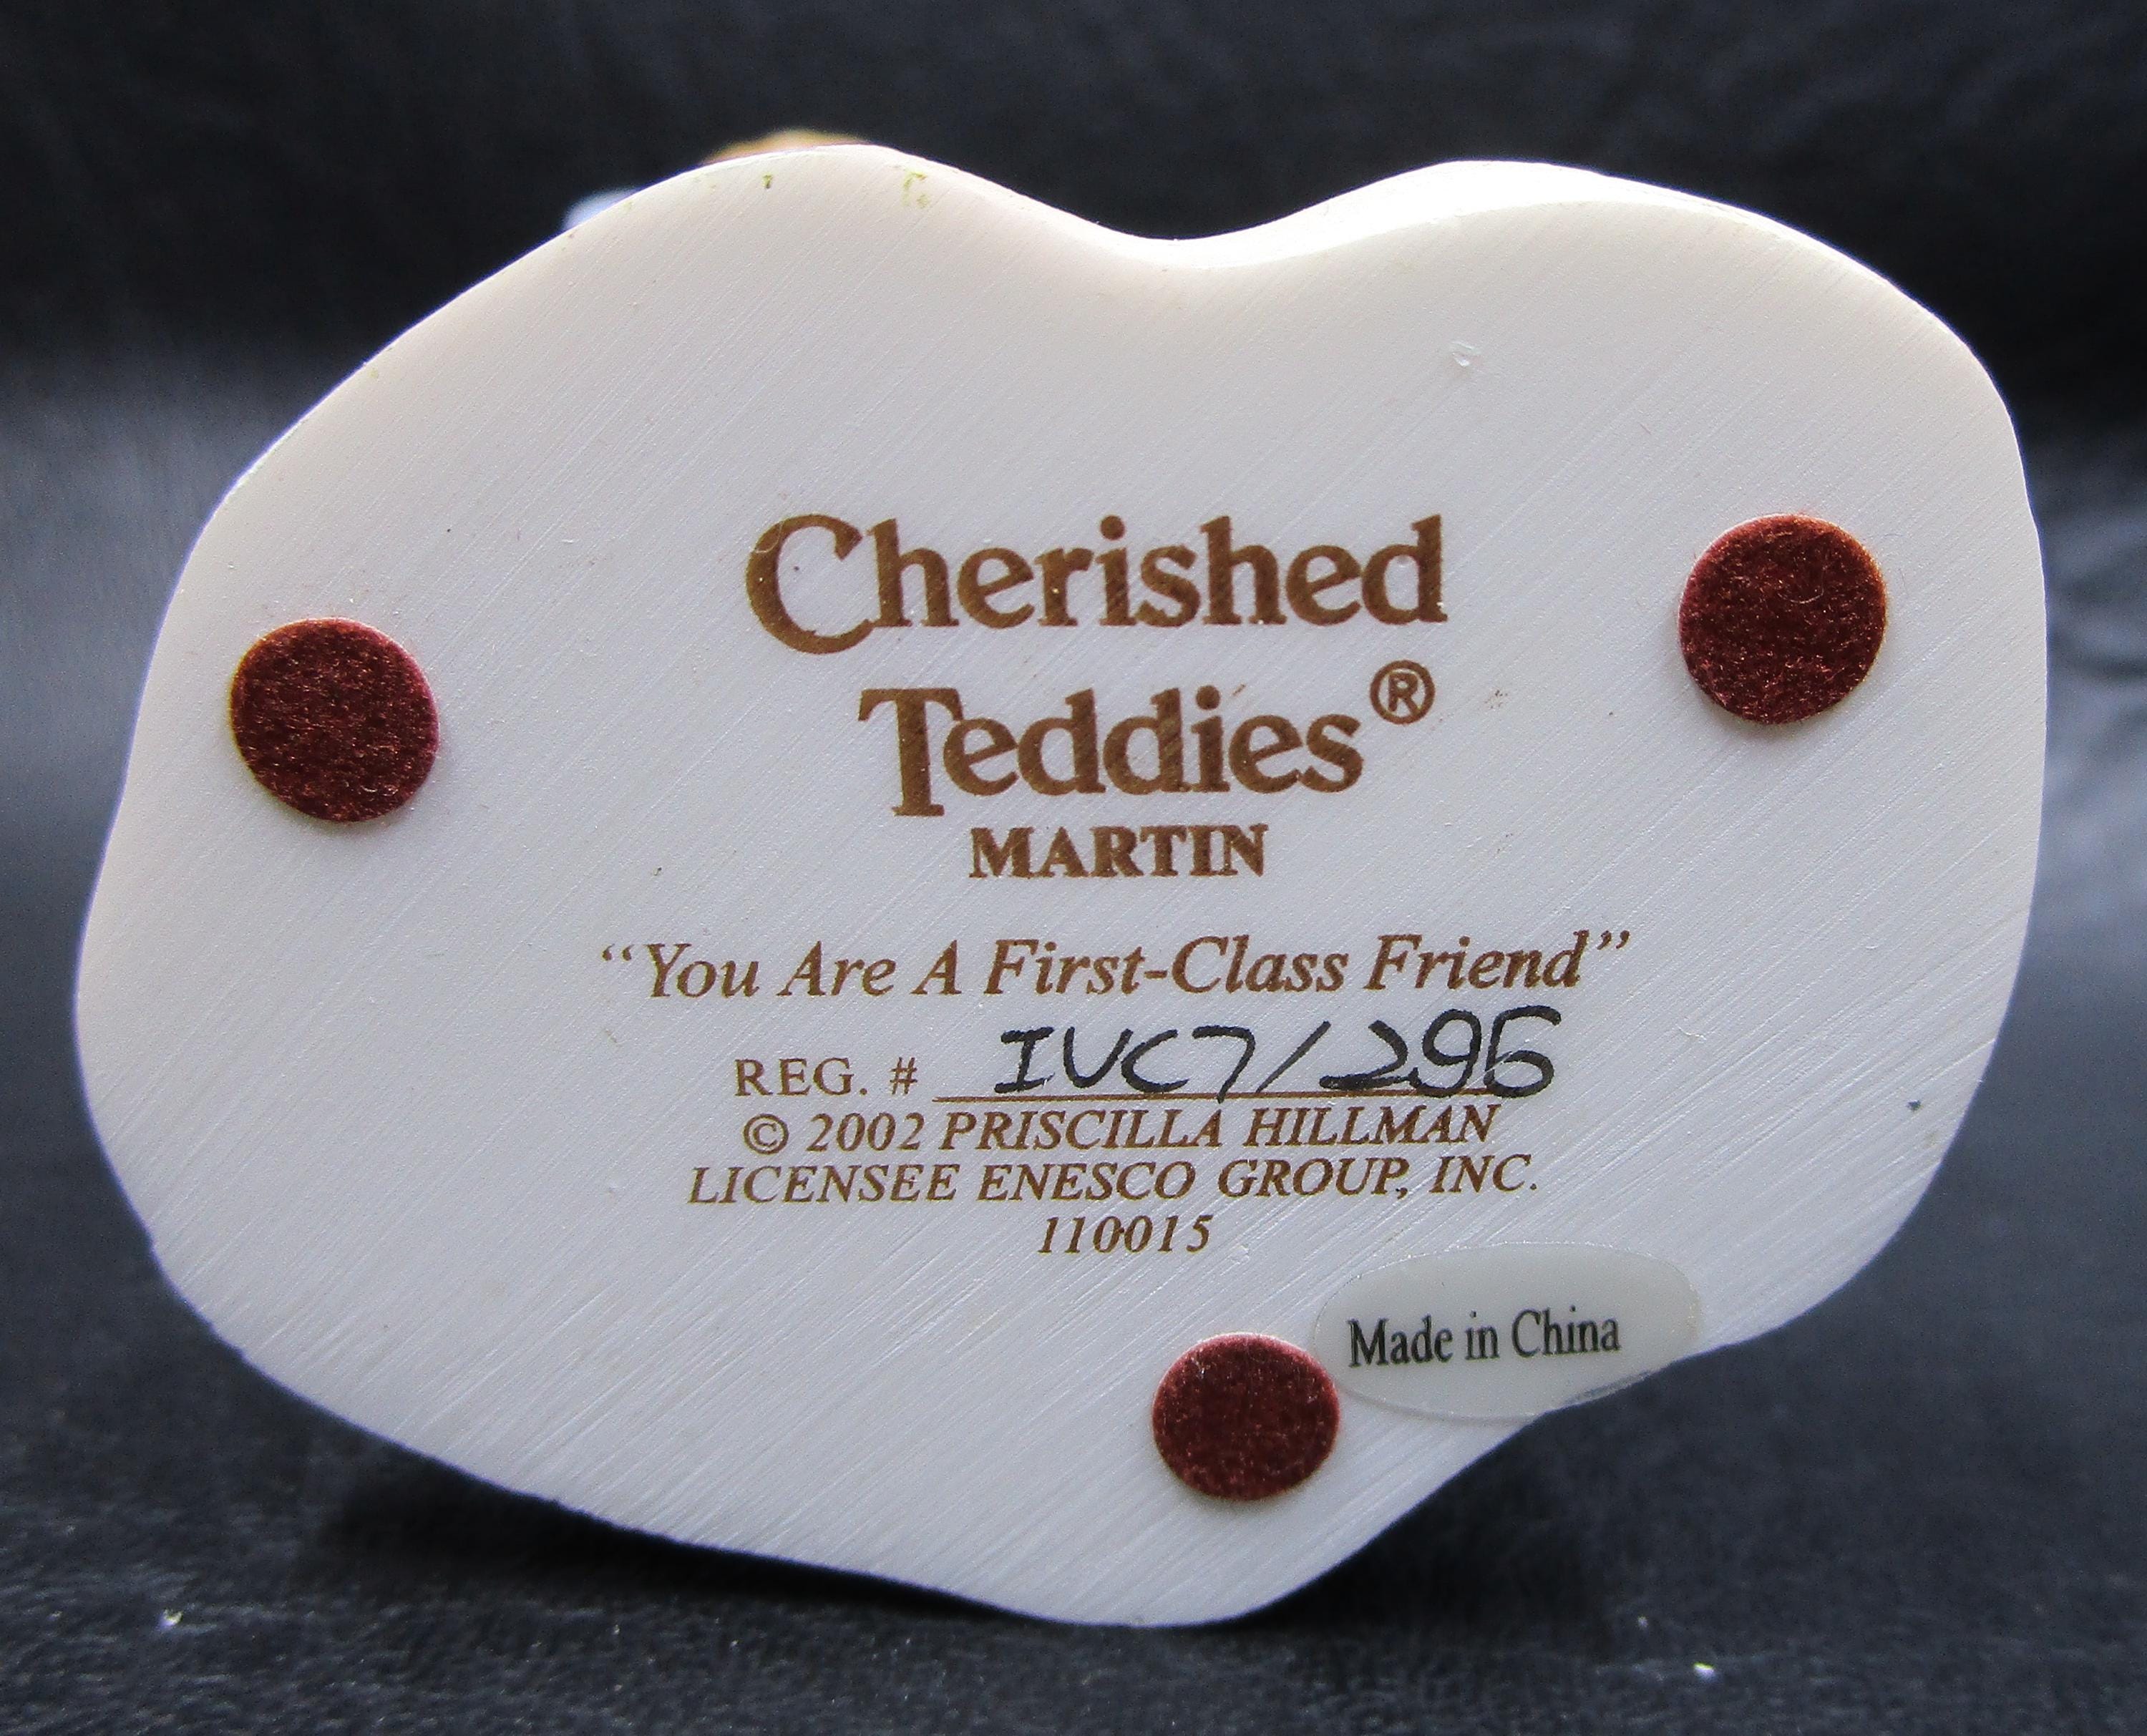 Cherished
Teddies®
MARTIN
“You Are A First-Class Friend”
REG. # IVC7/295
© 2002 PRISCILLA HILLMAN
LICENSEE ENESCO GROUP, INC.
110015
Made in China